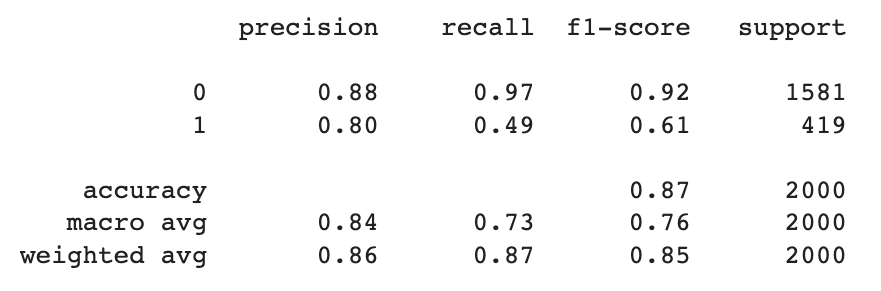 precision recall f1-score support
0 0.88 0.97 0.92 1581
1 0.80 0.49 0.61 419
accuracy 0.87 2000
macro avg 0.84 0.73 0.76 2000
weighted avg 0.86 0.87 0.85 2000